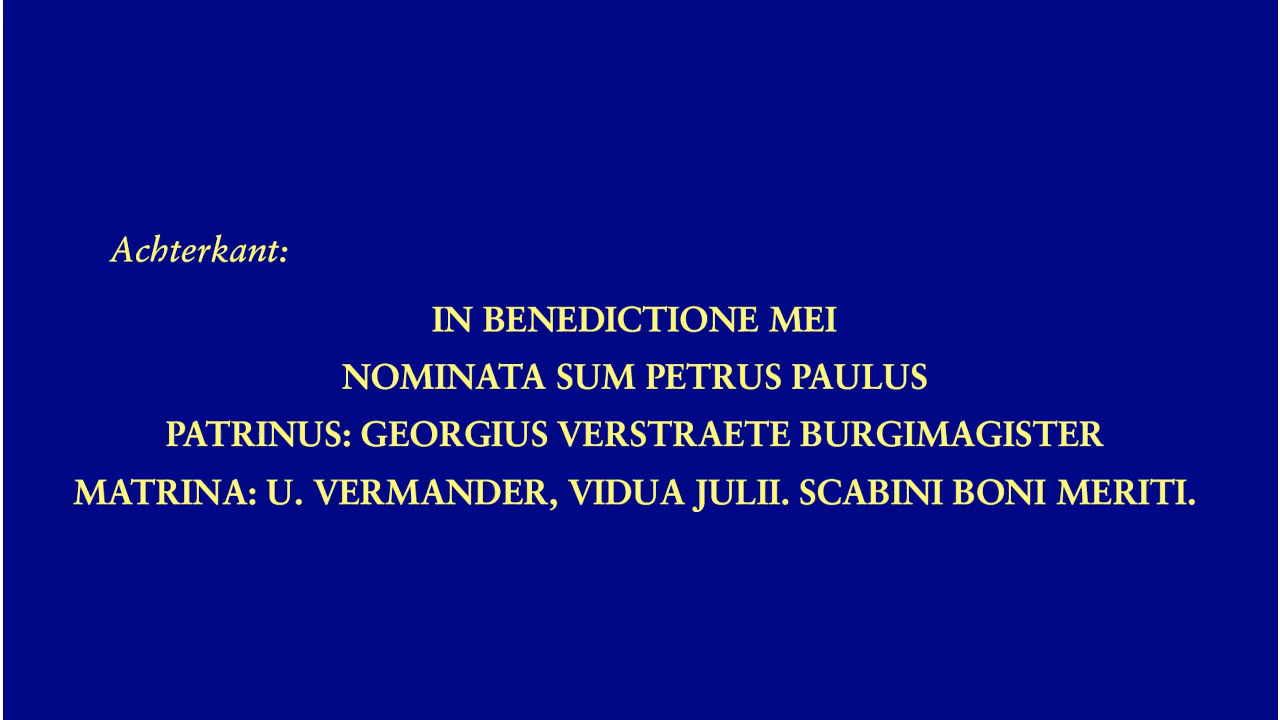 Achterkant:
IN BENEDICTIONE MEI
NOMINATA SUM PETRUS PAULUS
PATRINUS: GEORGIUS VERSTRAETE BURGIMAGISTER
MATRINA: U. VERMANDER, VIDUA JULII. SCABINI BONI MERITI.